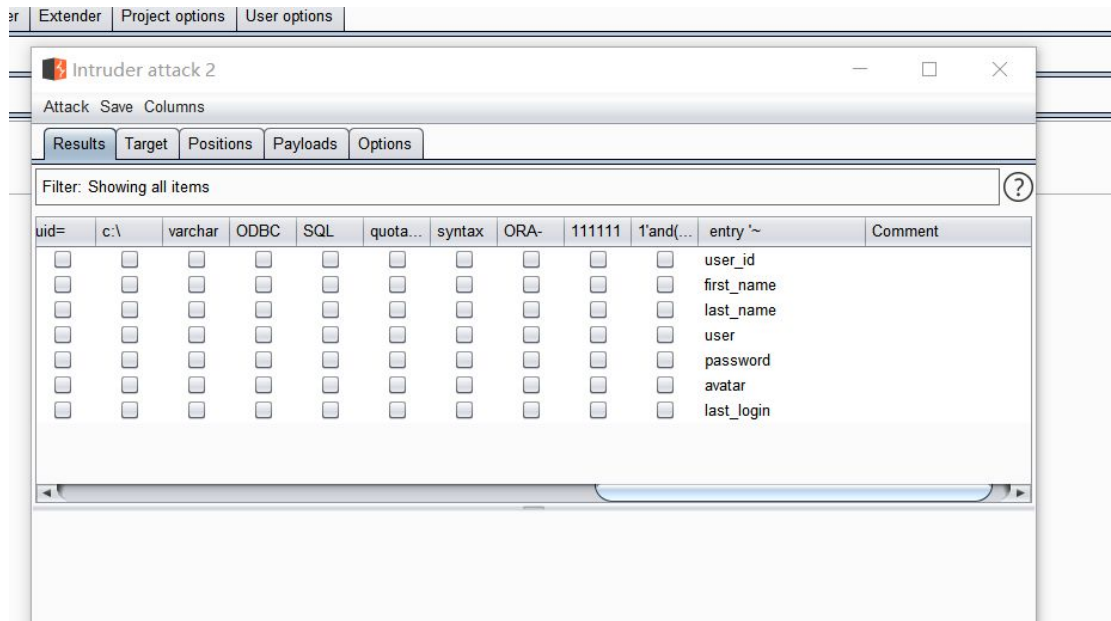 er Extender Project options User options
Intruder attack 2
Attack Save Columns
Results Target Positions Payloads Options
Filter: Showing all items
?
uid= c:\ varchar ODBC SQL quota... syntax ORA- 111111 1'and(... entry '~ Comment
user_id
first_name
last_name
user
password
avatar
last_login